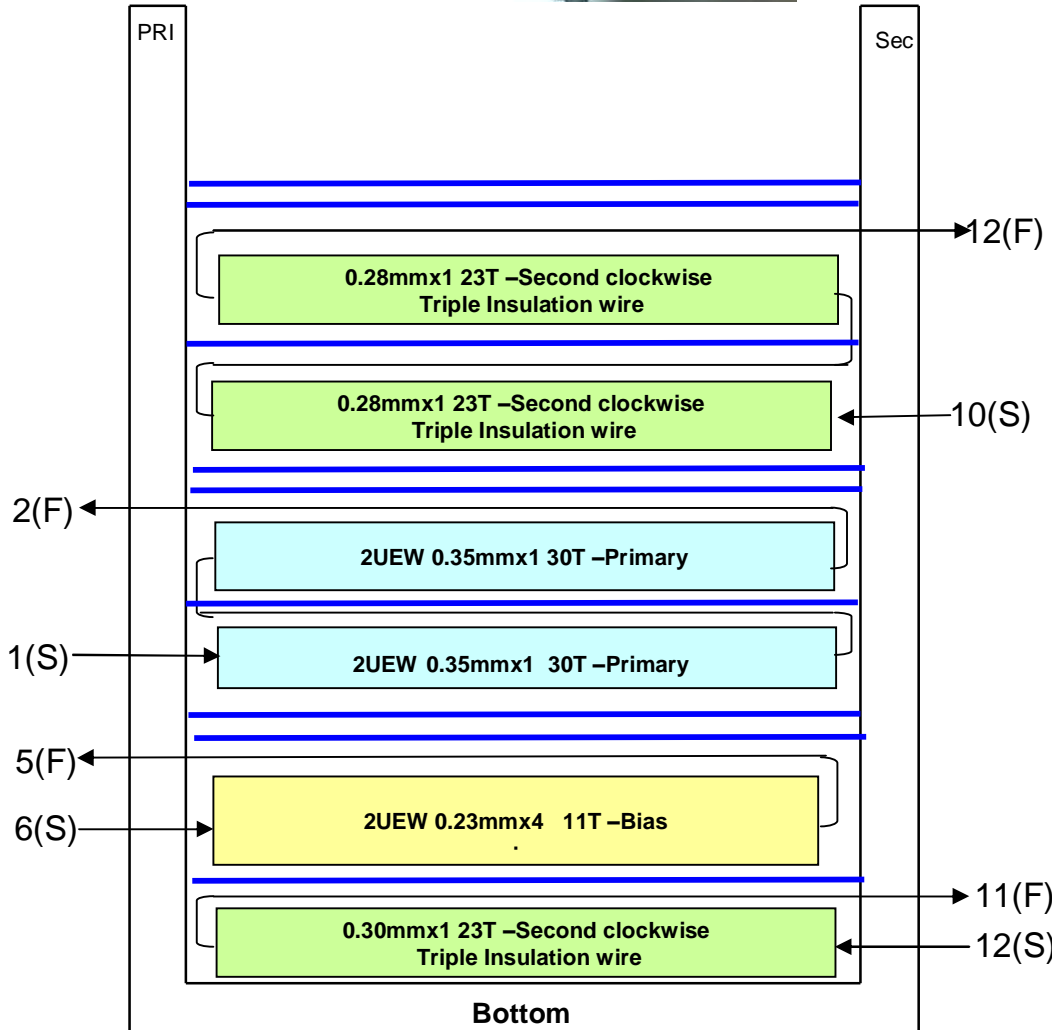 PRI
Sec
12(F)
0.28mmx1 23T –Second clockwise
Triple Insulation wire
0.28mmx1 23T –Second clockwise
Triple Insulation wire
10(S)
2(F)
2UEW 0.35mmx1 30T –Primary
1(S)
2UEW 0.35mmx1 30T –Primary
5(F)
6(S)
2UEW 0.23mmx4 11T –Bias
.
11(F)
0.30mmx1 23T –Second clockwise
Triple Insulation wire
12(S)
Bottom